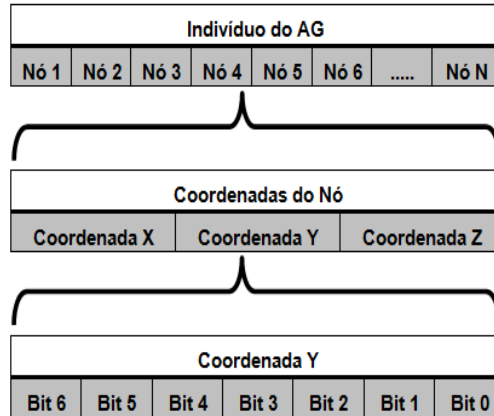 Indivíduo do AG
Nó 1 Nó 2 Nó 3 Nó 4 Nó 5 Nó 6 ..... Nó N
Coordenadas do Nó
Coordenada X Coordenada Y Coordenada Z
Coordenada Y
Bit 6 Bit 5 Bit 4 Bit 3 Bit 2 Bit 1 Bit 0